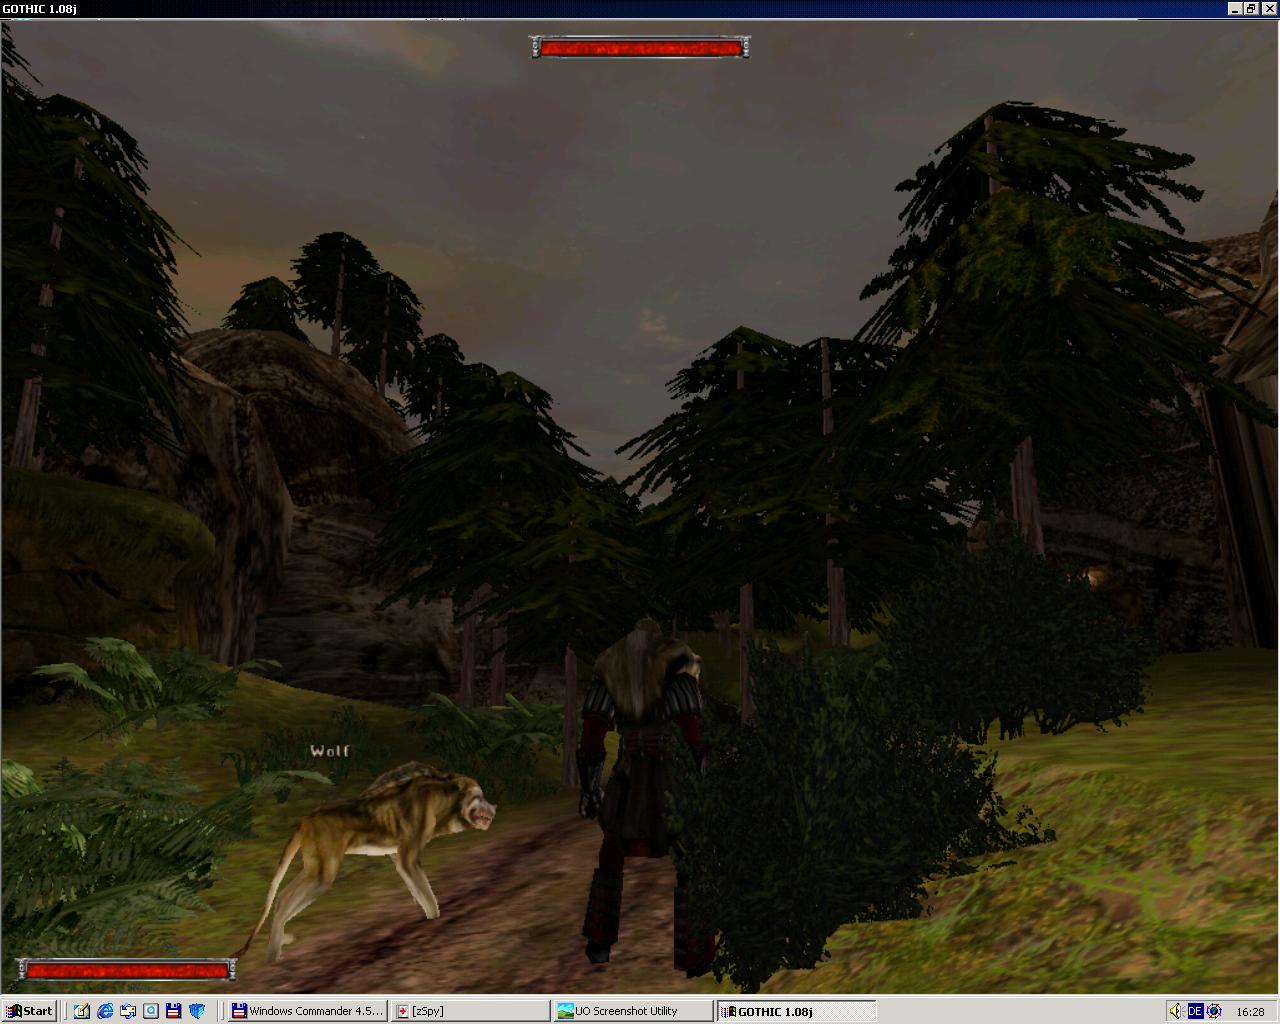 GOTHIC 1.08j
Wolf
Start
Windows Commander 4.5...
[zSpy]
UO Screenshot Utility
GOTHIC 1.08j
DE
16:28